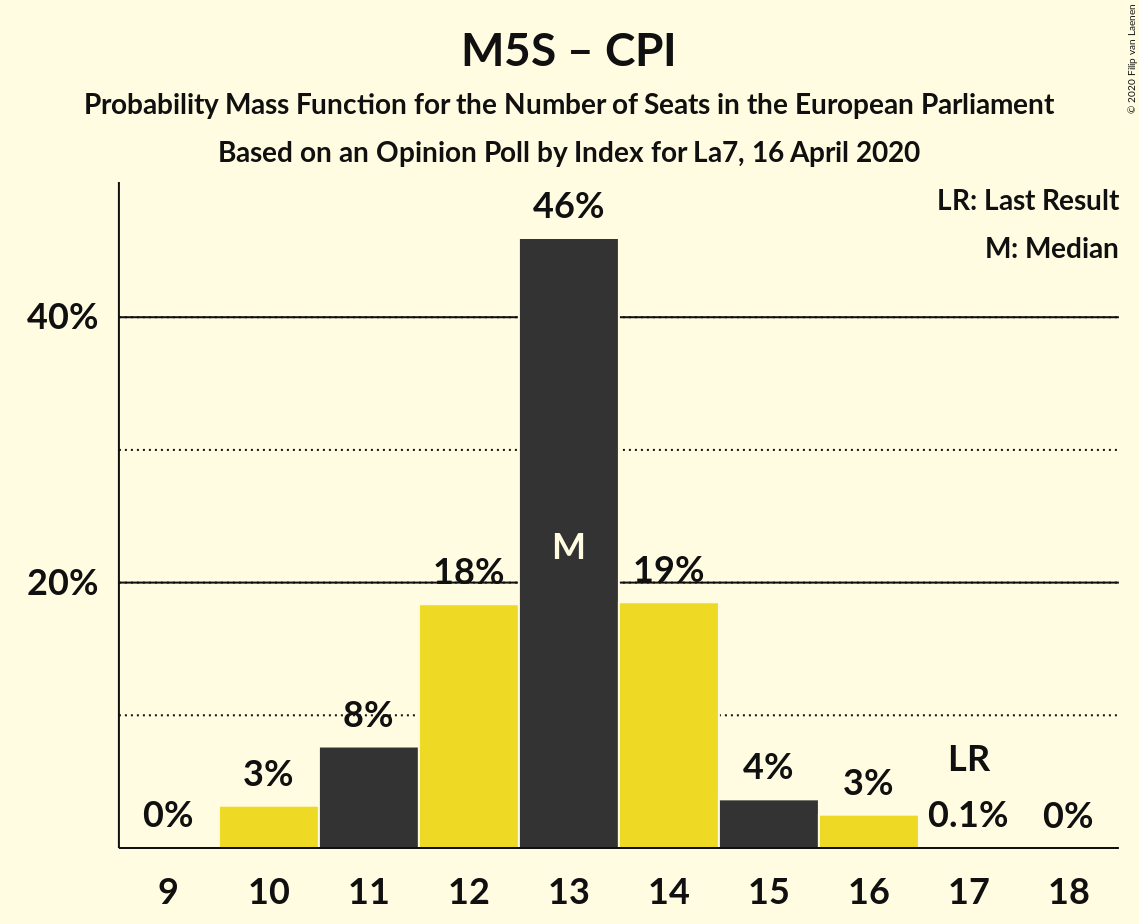 M5S – CPI
Probability Mass Function for the Number of Seats in the European Parliament
Based on an Opinion Poll by Index for La7, 16 April 2020
© 2020 Filip van Laenen
LR: Last Result
M: Median
46%
40%
M
18%
19%
20%
8%
3%
4%
3%
LR
0%
0.1%
0%
9 10 11 12 13 14 15 16 17 18